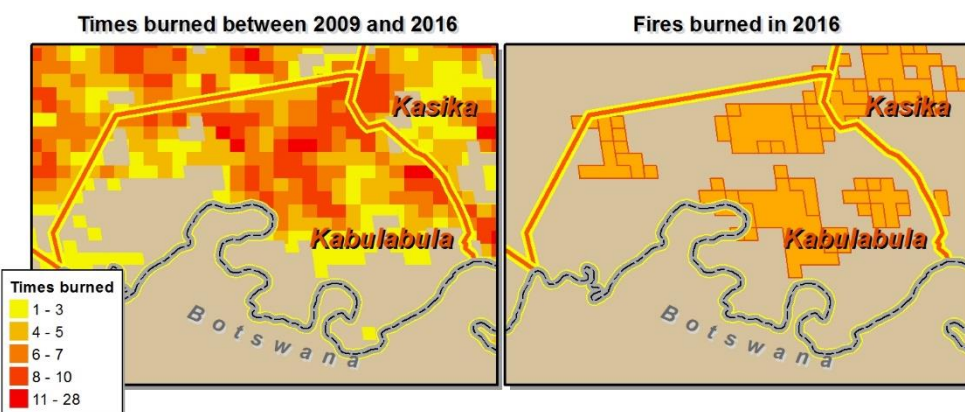 Times burned between 2009 and 2016
Fires burned in 2016
Kasika
Kabulabula
Botswana
Times burned
1 - 3
4 - 5
6 - 7
8 - 10
11 - 28
Kasika
Kabulabula
Botswana